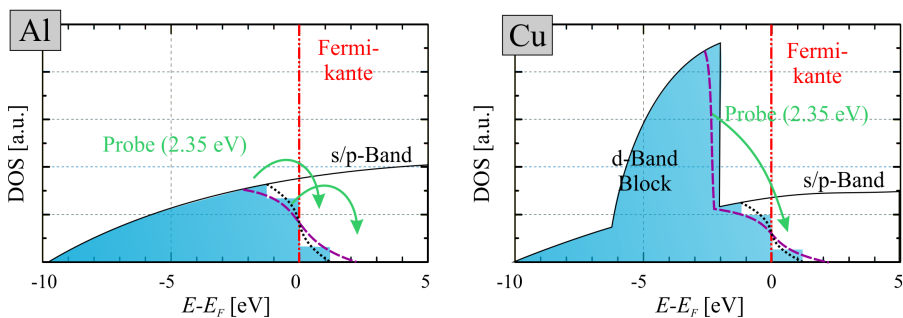 Al
Fermi-
kante
Probe (2.35 eV)
s/p-Band
DOS [a.u.]
-10
-5
0
5
E-E_F [eV]
Cu
Fermi-
kante
Probe (2.35 eV)
d-Band
Block
s/p-Band
DOS [a.u.]
-10
-5
0
5
E-E_F [eV]